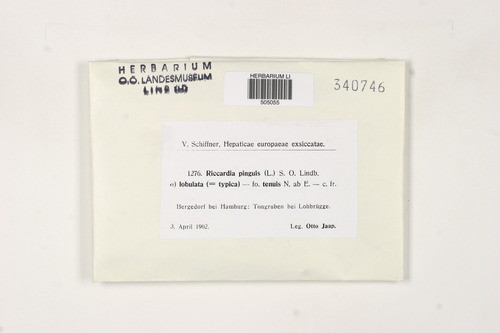 HERBARIUM
O.Ö. LANDESMUSEUM
HERBARIUM LI
505055
340746
V. Schiffner, Hepaticae europaeae exsiccatae.
1276. Riccardia pinguis (L.) S. O. Lindb.
α) lobulata (= typica) — fo. tenuis N. ab E. — c. fr.
Bergedorf bei Hamburg: Tongruben bei Lohbrügge.
3. April 1902.
Leg. Otto Jaap.